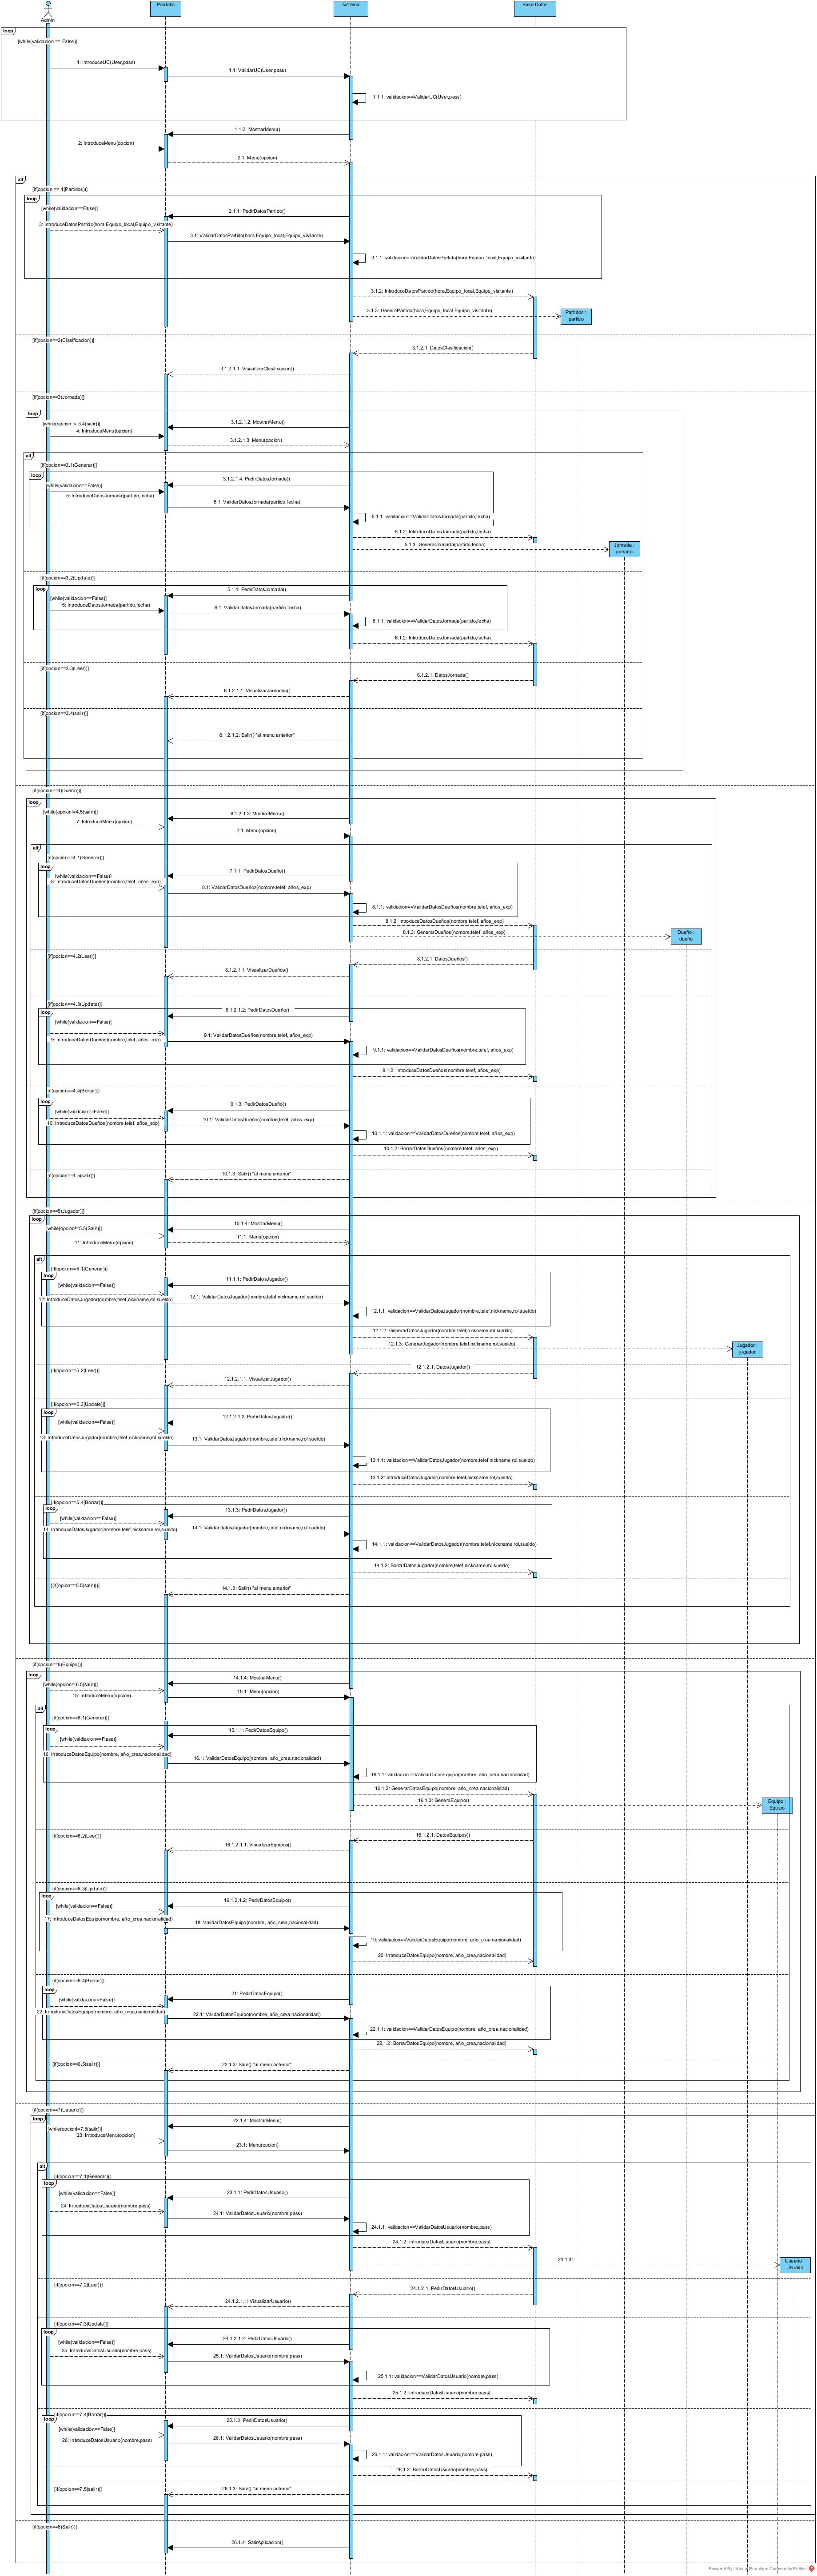 Admin
Pantalla
sistema
Base Datos
loop
[while(validacion == False)]
1: IntroduceUC(User,pass)
1.1: ValidarUC(User,pass)
1.1.1: validacion==ValidarUC(User,pass)
1.1.2: MostrarMenu()
2: IntroduceMenu(opcion)
2.1: Menu(opcion)
alt
[if(opcion == 1(Partidos)]
loop
[while(validacion==False)]
2.1.1: PedirDatosPartido()
3: IntroduceDatosPartido(hora,Equipo_local,Equipo_visitante)
3.1: ValidarDatosPartido(hora,Equipo_local,Equipo_visitante)
3.1.1: validacion==ValidarDatosPartido(hora,Equipo_local,Equipo_visitante)
3.1.2: IntroduceDatosPartido(hora,Equipo_local,Equipo_visitante)
3.1.3: GeneraPartido(hora,Equipo_local,Equipo_visitante)
Partidos :
partido
[if(opcion==2(Clasificacion)]
3.1.2.1: DatosClasificacion()
3.1.2.1.1: VisualizarClasificacion()
[if(opcion==3(Jornada)]
loop
[while(opcion != 3.4(salir)]
3.1.2.1.2: MostrarMenu()
4: IntroduceMenu(opcion)
3.1.2.1.3: Menu(opcion)
alt
[if(opcion==3.1(Generar)]
loop
3.1.2.1.4: PedirDatosJornada()
[while(validacion==False)]
5: IntroduceDatosJornada(partido,fecha)
5.1: ValidarDatosJornada(partido,fecha)
5.1.1: validacion==ValidarDatosJornada(partido,fecha)
5.1.2: IntroduceDatosJornada(partido,fecha)
5.1.3: GenerarJornada(partido,fecha)
Jornada :
jornada
[if(opcion==3.2(Update)]
loop
5.1.4: PedirDatosJornada()
[while(validacion==False)]
6: IntroduceDatosJornada(partido,fecha)
6.1: ValidarDatosJornada(partido,fecha)
6.1.1: validacion==ValidarDatosJornada(partido,fecha)
6.1.2: IntroduceDatosJornada(partido,fecha)
[if(opcion==3.3(Leer)]
6.1.2.1: DatosJornada()
6.1.2.1.1: VisualizarJornadas()
[if(opcion==3.4(salir)]
6.1.2.1.2: Salir() "al menu anterior"
[if(opcion==4(Dueño)]
loop
[while(opcion!=4.5(salir)]
6.1.2.1.3: MostrarMenu()
7: IntroduceMenu(opcion)
7.1: Menu(opcion)
alt
[if(opcion==4.1(Generar)]
loop
7.1.1: PedirDatosDueño()
[while(validacion==False)]
8: IntroduceDatosDueños(nombre,telef, años_exp)
8.1: ValidarDatosDueños(nombre,telef, años_exp)
8.1.1: validacion==ValidarDatosDueños(nombre,telef, años_exp)
8.1.2: IntroduceDatosDueños(nombre,telef, años_exp)
8.1.3: GenerarDueños(nombre,telef, años_exp)
Dueño :
dueño
[if(opcion==4.2(Leer)]
8.1.2.1: DatosDueños()
8.1.2.1.1: VisualizarDueños()
[if(opcion==4.3(Update)]
loop
8.1.2.1.2: PedirDatosDueño()
[while(validacion==False)]
9: IntroduceDatosDueños(nombre,telef, años_exp)
9.1: ValidarDatosDueños(nombre,telef, años_exp)
9.1.1: validacion==ValidarDatosDueños(nombre,telef, años_exp)
9.1.2: IntroduceDatosDueños(nombre,telef, años_exp)
[if(opcion==4.4(Borrar)]
loop
9.1.3: PedirDatosDueño()
[while(validcion==False)]
10: IntroduceDatosDueños(nombre,telef, años_exp)
10.1: ValidarDatosDueños(nombre,telef, años_exp)
10.1.1: validacion==ValidarDatosDueños(nombre,telef, años_exp)
10.1.2: BorrarDatosDueños(nombre,telef, años_exp)
[if(opcion==4.5(salir)]
10.1.3: Salir() "al menu anterior"
[if(opcion==5(Jugador)]
loop
10.1.4: MostrarMenu()
[while(opcion!=5.5(Salir)]
11: IntroduceMenu(opcion)
11.1: Menu(opcion)
alt
[if(opcion==5.1(Generar)]
loop
11.1.1: PedirDatosJugador()
[while(validacion==False)]
12: IntroduceDatosJugador(nombre,telef,nickname,rol,sueldo)
12.1: ValidarDatosJugador(nombre,telef,nickname,rol,sueldo)
12.1.1: validacion==ValidarDatosJugador(nombre,telef,nickname,rol,sueldo)
12.1.2: GenerarDatosJugador(nombre,telef,nickname,rol,sueldo)
12.1.3: GenerarJugador(nombre,telef,nickname,rol,sueldo)
Jugador :
jugador
[if(opcion==5.2(Leer)]
12.1.2.1: DatosJugador()
12.1.2.1.1: VisualizarJugador()
[if(opcion==5.3(Update)]
loop
12.1.2.1.2: PedirDatosJugador()
[while(validacion==False)]
13: IntroduceDatosJugador(nombre,telef,nickname,rol,sueldo)
13.1: ValidarDatosJugador(nombre,telef,nickname,rol,sueldo)
13.1.1: validacion==ValidarDatosJugador(nombre,telef,nickname,rol,sueldo)
13.1.2: IntroduceDatosJugador(nombre,telef,nickname,rol,sueldo)
[if(opcion==5.4(Borrar)]
loop
13.1.3: PedirDatosJugador()
[while(validacion==False)]
14: IntroduceDatosJugador(nombre,telef,nickname,rol,sueldo)
14.1: ValidarDatosJugador(nombre,telef,nickname,rol,sueldo)
14.1.1: validacion==ValidarDatosJugador(nombre,telef,nickname,rol,sueldo)
14.1.2: BorrarDatosJugador(nombre,telef,nickname,rol,sueldo)
[(if(opion==5.5(salir))]
14.1.3: Salir() "al menu anterior"
[if(opcion==6(Equipo)]
loop
14.1.4: MostrarMenu()
[while(opcion!=6.5(salir)]
15: IntroduceMenu(opcion)
15.1: Menu(opcion)
alt
[if(opcion==6.1(Generar)]
loop
15.1.1: PedirDatosEquipo()
[while(validacion==Flase)]
16: IntroduceDatosEquipo(nombre, año_crea,nacionalidad)
16.1: ValidarDatosEquipo(nombre, año_crea,nacionalidad)
16.1.1: validacion==ValidarDatosEquipo(nombre, año_crea,nacionalidad)
16.1.2: GenerarDatosEquipo(nombre, año_crea,nacionalidad)
16.1.3: GeneraEquipo()
Equipo :
Equipo
[if(opcion==6.2(Leer)]
16.1.2.1: DatosEquipos()
16.1.2.1.1: VisualizarEquipos()
[if(opcion==6.3(Update)]
loop
16.1.2.1.2: PedirDatosEquipo()
[while(validacion==False)]
17: IntroduceDatosEquipo(nombre, año_crea,nacionalidad)
18: ValidarDatosEquipo(nombre, año_crea,nacionalidad)
19: validacion==ValidarDatosEquipo(nombre, año_crea,nacionalidad)
20: IntroduceDatosEquipo(nombre, año_crea,nacionalidad)
[if(opcion==6.4(Borrar)]
loop
21: PedirDatosEquipo()
[while(validacion==False)]
22: IntroduceDatosEquipo(nombre, año_crea,nacionalidad)
22.1: ValidarDatosEquipo(nombre, año_crea,nacionalidad)
22.1.1: validacion==ValidarDatosEquipo(nombre, año_crea,nacionalidad)
22.1.2: BorrarDatosEquipo(nombre, año_crea,nacionalidad)
[if(opcion==6.5(salir)]
22.1.3: Salir() "al menu anterior"
[if(opcion==7(Usuario)]
loop
22.1.4: MostrarMenu()
[while(opcion!=7.5(salir)]
23: IntroduceMenu(opcion)
23.1: Menu(opcion)
alt
[if(opcion==7.1(Generar)]
loop
23.1.1: PedirDatosUsuario()
[while(validacion==False)]
24: IntroduceDatosUsuario(nombre,pass)
24.1: ValidarDatosUsuario(nombre,pass)
24.1.1: validacion==ValidarDatosUsuario(nombre,pass)
24.1.2: IntroduceDatosUsuario(nombre,pass)
24.1.3:
Usuario :
Usuario
[if(opcion==7.2(Leer)]
24.1.2.1: PedirDatosUsuario()
24.1.2.1.1: VisualizarUsuario()
[if(opcion==7.3(Update)]
loop
24.1.2.1.2: PedirDatosUsuario()
[while(validacion==False)]
25: IntroduceDatosUsuario(nombre,pass)
25.1: ValidarDatosUsuario(nombre,pass)
25.1.1: validacion==ValidarDatosUsuario(nombre,pass)
25.1.2: IntroduceDatosUsuario(nombre,pass)
[if(opcion==7.4(Borrar)]
loop
25.1.3: PedirDatosUsuario()
[while(validacion==False)]
26: IntroduceDatosUsuario(nombre,pass)
26.1: ValidarDatosUsuario(nombre,pass)
26.1.1: validacion==ValidarDatosUsuario(nombre,pass)
26.1.2: BorrarDatosUsuario(nombre,pass)
[if(opcion==7.5(salir)]
26.1.3: Salir() "al menu anterior"
[if(opcion==8(Salir)]
26.1.4: SalirAplicacion()
Powered By: Visual Paradigm Community Edition